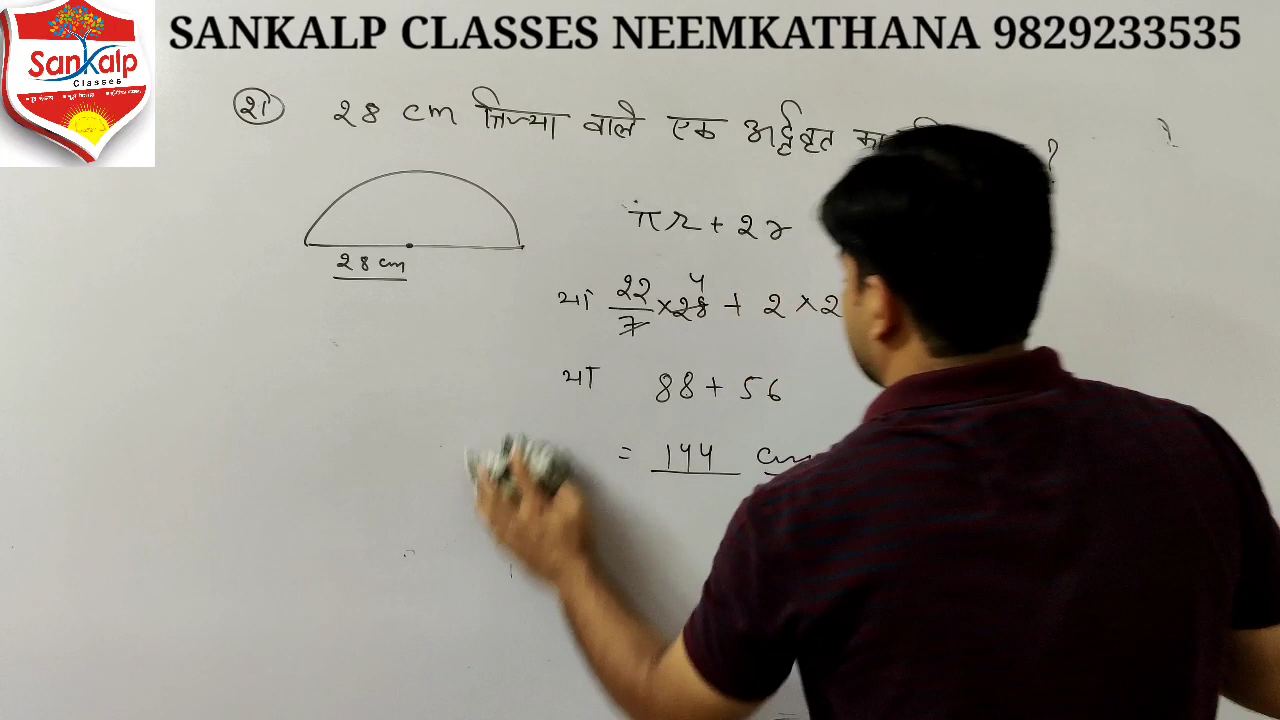 SANKALP CLASSES NEEMKATHANA 9829233535
Sankalp
Classes
28 cm त्रिज्या वाले एक अर्द्धवृत का ?
28 cm
πr + 2r
या 22/7 × 28 4 + 2 × 2
या 88 + 56
= 144 cm